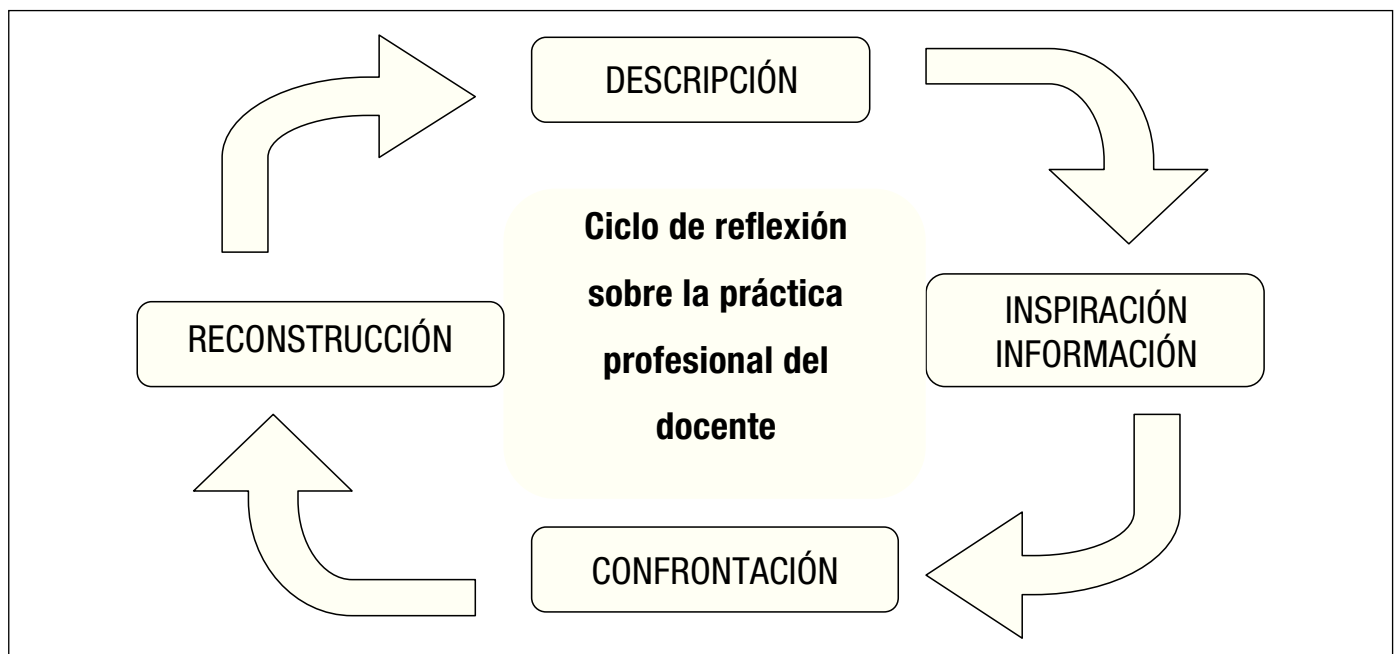 DESCRIPCIÓN
Ciclo de reflexión
sobre la práctica
profesional del
docente
INSPIRACIÓN
INFORMACIÓN
RECONSTRUCCIÓN
CONFRONTACIÓN